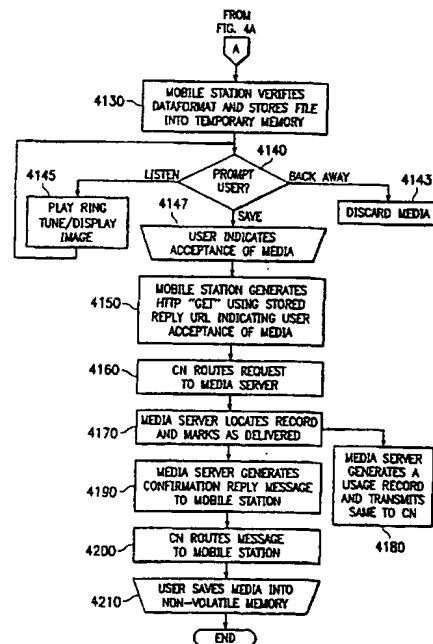 FROM
FIG. 4A
A
4130
MOBILE STATION VERIFIES
DATAFORMAT AND STORES FILE
INTO TEMPORARY MEMORY
4140
PROMPT
USER?
LISTEN
BACK AWAY
SAVE
4145
PLAY RING
TUNE/DISPLAY
IMAGE
4143
DISCARD MEDIA
4147
USER INDICATES
ACCEPTANCE OF MEDIA
4150
MOBILE STATION GENERATES
HTTP "GET" USING STORED
REPLY URL INDICATING USER
ACCEPTANCE OF MEDIA
4160
CN ROUTES REQUEST
TO MEDIA SERVER
4170
MEDIA SERVER LOCATES RECORD
AND MARKS AS DELIVERED
MEDIA SERVER
GENERATES A
USAGE RECORD
AND TRANSMITS
SAME TO CN
4180
4190
MEDIA SERVER GENERATES
CONFIRMATION REPLY MESSAGE
TO MOBILE STATION
4200
CN ROUTES MESSAGE
TO MOBILE STATION
4210
USER SAVES MEDIA INTO
NON-VOLATILE MEMORY
END